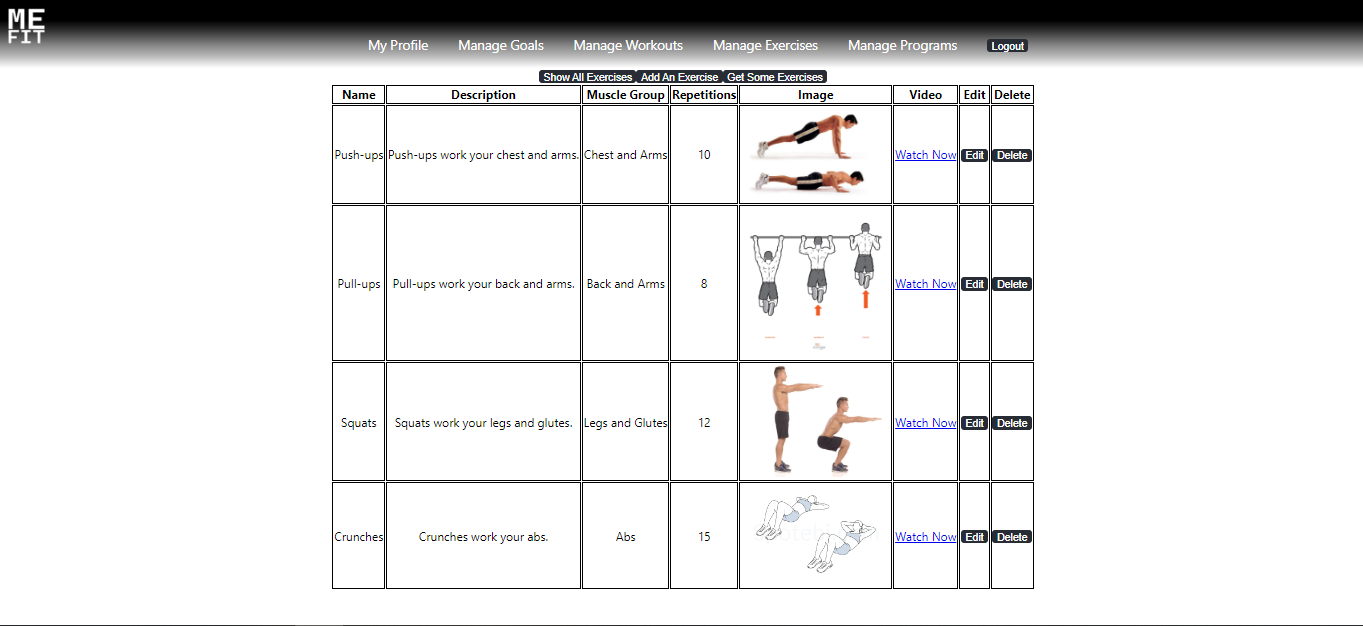 ME
FIT
My Profile Manage Goals Manage Workouts Manage Exercises Manage Programs Logout
Show All Exercises Add An Exercise Get Some Exercises
Name Description Muscle Group Repetitions Image Video Edit Delete
Push-ups Push-ups work your chest and arms. Chest and Arms 10 Watch Now Edit Delete
Pull-ups Pull-ups work your back and arms. Back and Arms 8 Watch Now Edit Delete
Squats Squats work your legs and glutes. Legs and Glutes 12 Watch Now Edit Delete
Crunches Crunches work your abs. Abs 15 Watch Now Edit Delete